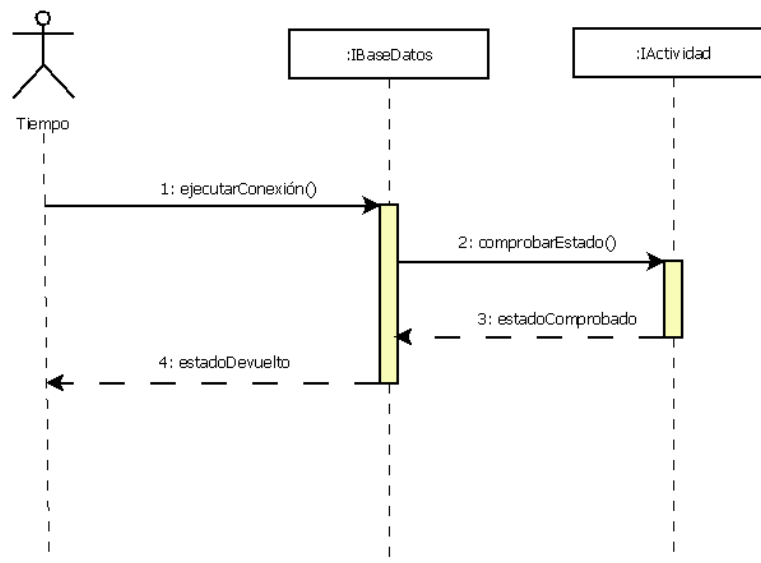 :IBaseDatos
:IActividad
Tiempo
1: ejecutarConexión()
2: comprobarEstado()
3: estadoComprobado
4: estadoDevuelto